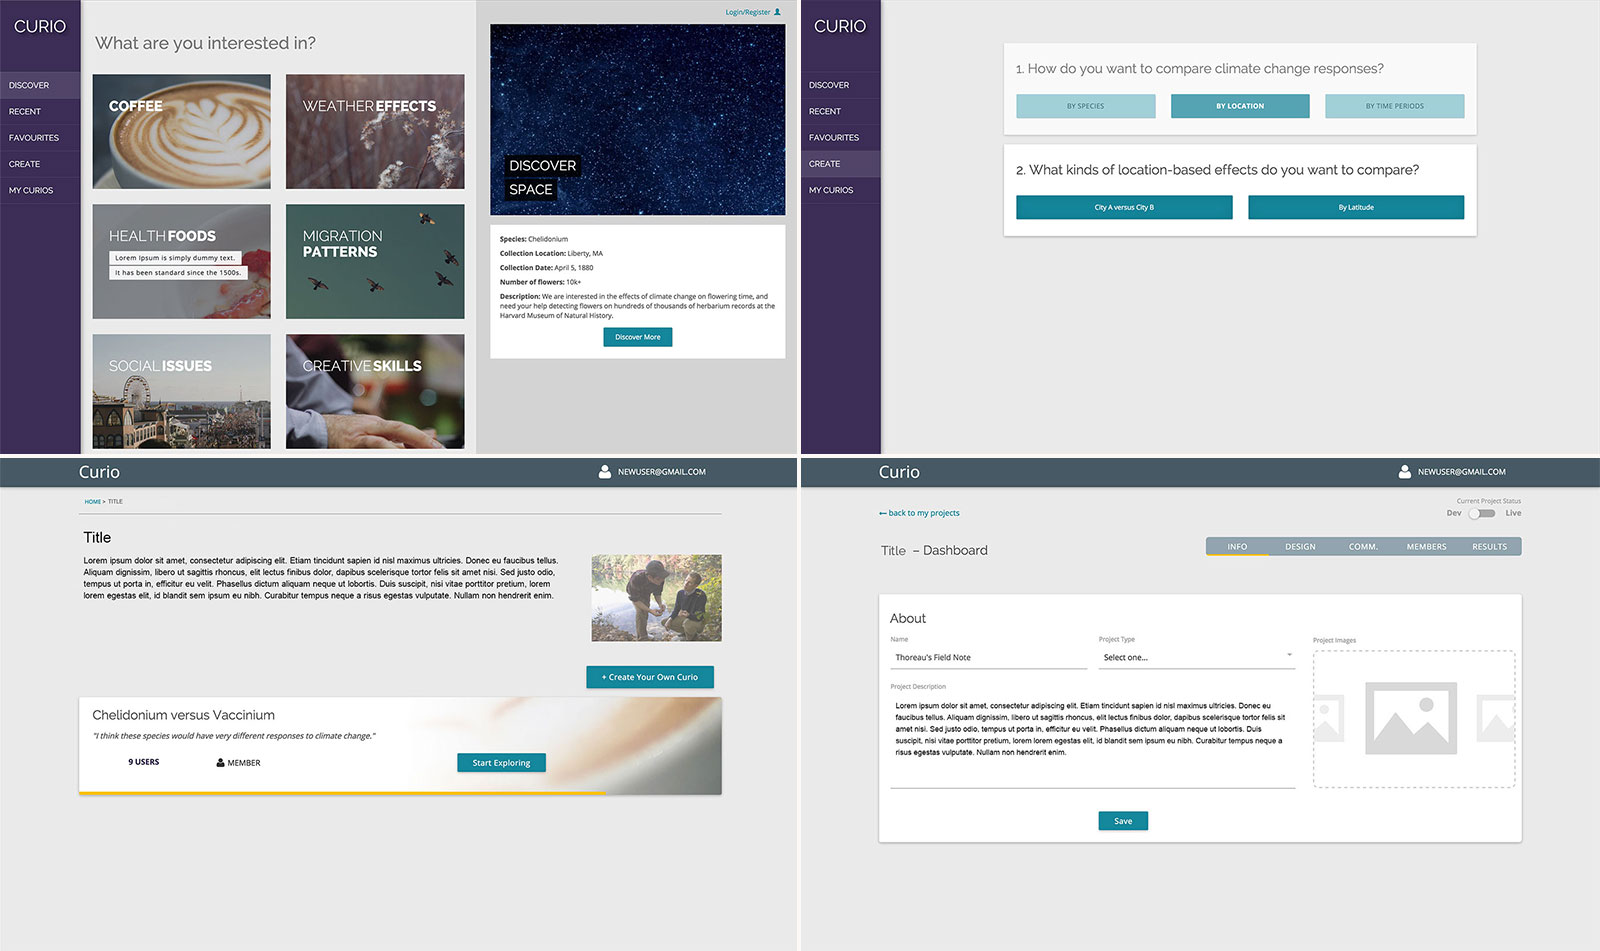 CURIO
DISCOVER
RECENT
FAVOURITES
CREATE
MY CURIOS
What are you interested in?
COFFEE
WEATHER EFFECTS
HEALTH FOODS
Lorem Ipsum is simply dummy text.
It has been standard since the 1500s.
MIGRATION
PATTERNS
SOCIAL ISSUES
CREATIVE SKILLS
Login/Register
DISCOVER
SPACE
Species: Chelidonium
Collection Location: Liberty, MA
Collection Date: April 5, 1880
Number of flowers: 10k+
Description: We are interested in the effects of climate change on flowering time, and
need your help detecting flowers on hundreds of thousands of herbarium records at the
Harvard Museum of Natural History.
Discover More
CURIO
DISCOVER
RECENT
FAVOURITES
CREATE
MY CURIOS
1. How do you want to compare climate change responses?
BY SPECIES
BY LOCATION
BY TIME PERIODS
2. What kinds of location-based effects do you want to compare?
City A versus City B
By Latitude
Curio
NEWUSER@GMAIL.COM
HOME > TITLE
Title
Lorem ipsum dolor sit amet, consectetur adipiscing elit. Etiam tincidunt sapien id nisl maximus ultricies. Donec eu faucibus tellus.
Aliquam dignissim, libero ut sagittis rhoncus, elit lectus finibus dolor, dapibus scelerisque tortor felis sit amet nisi. Sed justo odio,
tempus ut porta in, efficitur eu velit. Phasellus dictum aliquam neque ut lobortis. Duis suscipit, nisi vitae porttitor pretium, lorem
lorem egestas elit, id blandit sem ipsum eu nibh. Curabitur tempus neque a risus egestas vulputate. Nullam non hendrerit enim.
+ Create Your Own Curio
Chelidonium versus Vaccinium
"I think these species would have very different responses to climate change."
9 USERS
MEMBER
Start Exploring
Curio
NEWUSER@GMAIL.COM
← back to my projects
Current Project Status
Dev
Live
Title – Dashboard
INFO
DESIGN
COMM.
MEMBERS
RESULTS
About
Name
Thoreau's Field Note
Project Type
Select one...
Project Images
Project Description
Lorem ipsum dolor sit amet, consectetur adipiscing elit. Etiam tincidunt sapien id nisl maximus ultricies. Donec eu
faucibus tellus. Aliquam dignissim, libero ut sagittis rhoncus, elit lectus finibus dolor, dapibus scelerisque tortor felis sit
amet nisi. Sed justo odio, tempus ut porta in, efficitur eu velit. Phasellus dictum aliquam neque ut lobortis. Duis
suscipit, nisi vitae porttitor pretium, lorem lorem egestas elit, id blandit sem ipsum eu nibh. Curabitur tempus neque a
risus egestas vulputate. Nullam non hendrerit enim.
Save